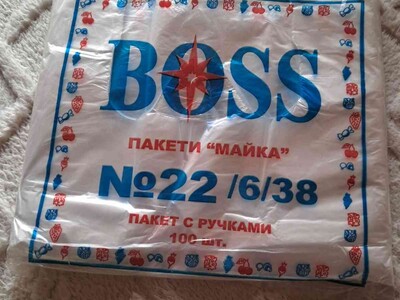 BOSS
ПАКЕТИ "МАЙКА"
№22/6/38
ПАКЕТ С РУЧКАМИ
100 шт.